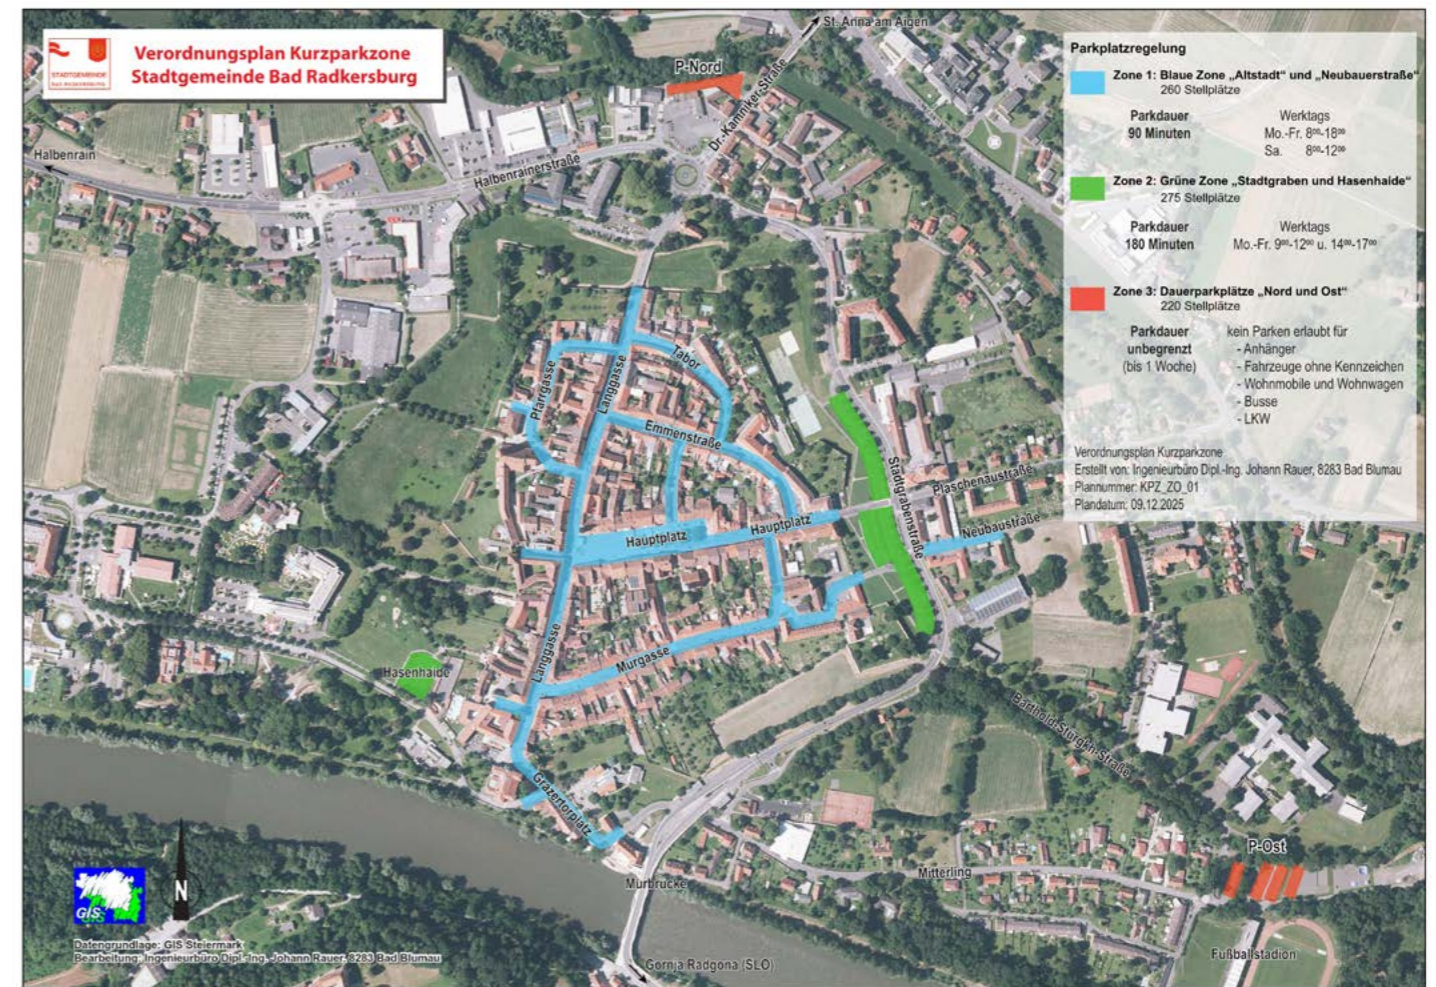 Verordnungsplan Kurzparkzone
Stadtgemeinde Bad Radkersburg
STADTGEMEINDE
BAD RADKERSBURG
St. Anna am Aigen
P-Nord
Dr.-Kamniker-Straße
Halbenrain
Halbenrainerstraße
Parkplatzregelung
Zone 1: Blaue Zone „Altstadt“ und „Neubauerstraße“
260 Stellplätze
Parkdauer Werktags
90 Minuten Mo.-Fr. 8⁰⁰-18⁰⁰
Sa. 8⁰⁰-12⁰⁰
Zone 2: Grüne Zone „Stadtgraben und Hasenhaide“
275 Stellplätze
Parkdauer Werktags
180 Minuten Mo.-Fr. 9⁰⁰-12⁰⁰ u. 14⁰⁰-17⁰⁰
Zone 3: Dauerparkplätze „Nord und Ost“
220 Stellplätze
Parkdauer kein Parken erlaubt für
unbegrenzt - Anhänger
(bis 1 Woche) - Fahrzeuge ohne Kennzeichen
- Wohnmobile und Wohnwagen
- Busse
- LKW
Verordnungsplan Kurzparkzone
Erstellt von: Ingenieurbüro Dipl.-Ing. Johann Rauer, 8283 Bad Blumau
Plannummer: KPZ_ZO_01
Plandatum: 09.12.2025
Tabor
Pfarrgasse
Langgasse
Emmenstraße
Stadtgrabenstraße
Plaschenaustraße
Neubaustraße
Hauptplatz
Hauptplatz
Langgasse
Murgasse
Hasenhaide
Grazertorplatz
Barthold-Stürgkh-Straße
P-Ost
Mitterling
Murbrücke
Fußballstadion
Gornja Radgona (SLO)
N
GIS
Datengrundlage: GIS Steiermark
Bearbeitung: Ingenieurbüro Dipl.-Ing. Johann Rauer, 8283 Bad Blumau